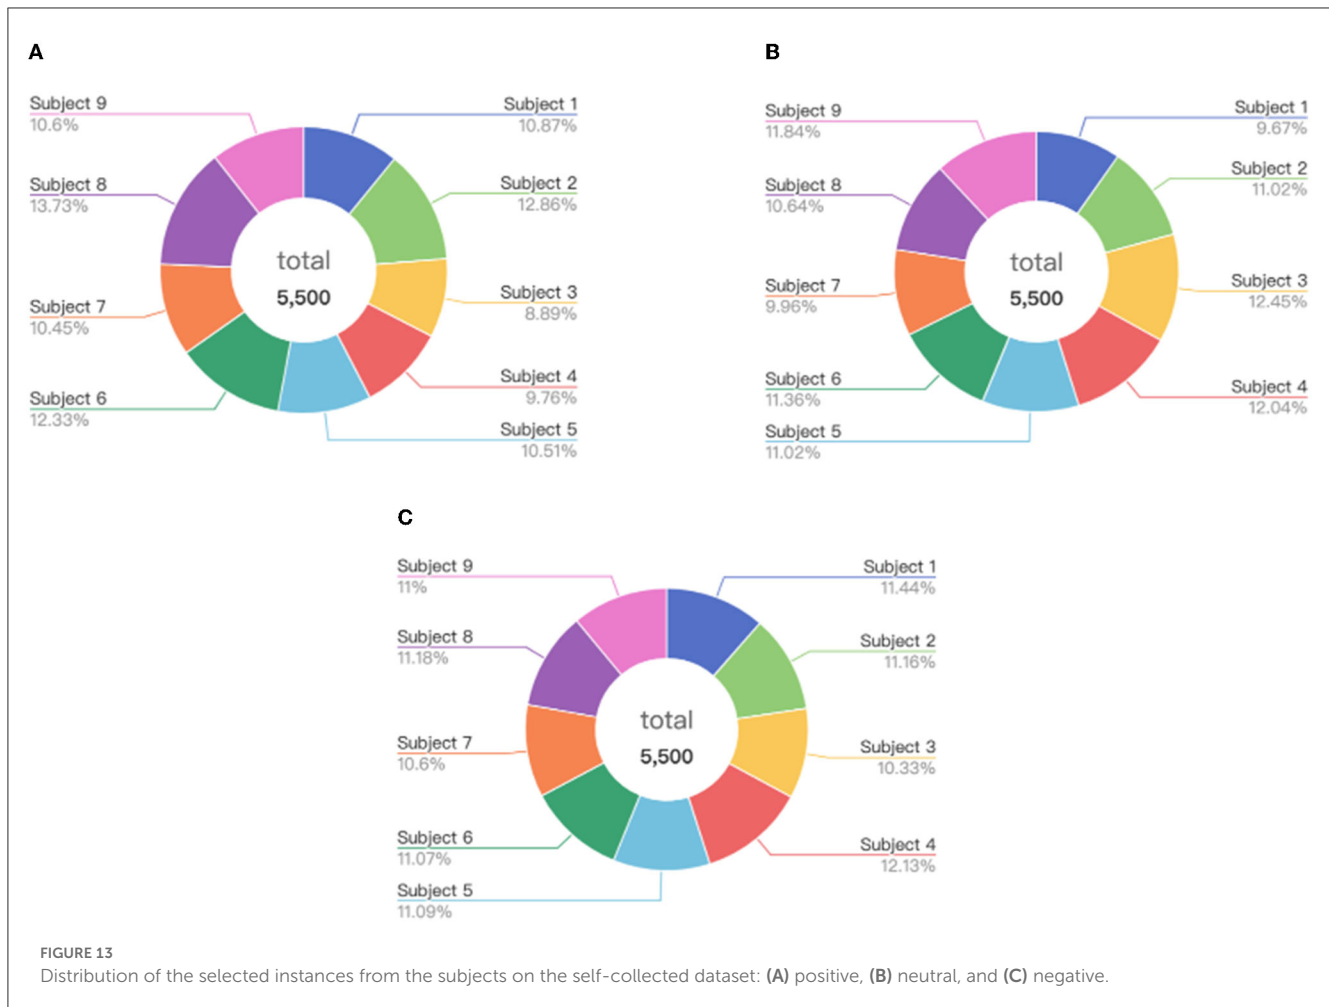 A
Subject 9
10.6%
Subject 1
10.87%
Subject 8
13.73%
Subject 2
12.86%
total
5,500
Subject 7
10.45%
Subject 3
8.89%
Subject 6
12.33%
Subject 4
9.76%
Subject 5
10.51%
B
Subject 9
11.84%
Subject 1
9.67%
Subject 8
10.64%
Subject 2
11.02%
total
5,500
Subject 7
9.96%
Subject 3
12.45%
Subject 6
11.36%
Subject 4
12.04%
Subject 5
11.02%
C
Subject 9
11%
Subject 1
11.44%
Subject 8
11.18%
Subject 2
11.16%
total
5,500
Subject 7
10.6%
Subject 3
10.33%
Subject 6
11.07%
Subject 4
12.13%
Subject 5
11.09%
FIGURE 13
Distribution of the selected instances from the subjects on the self-collected dataset: (A) positive, (B) neutral, and (C) negative.